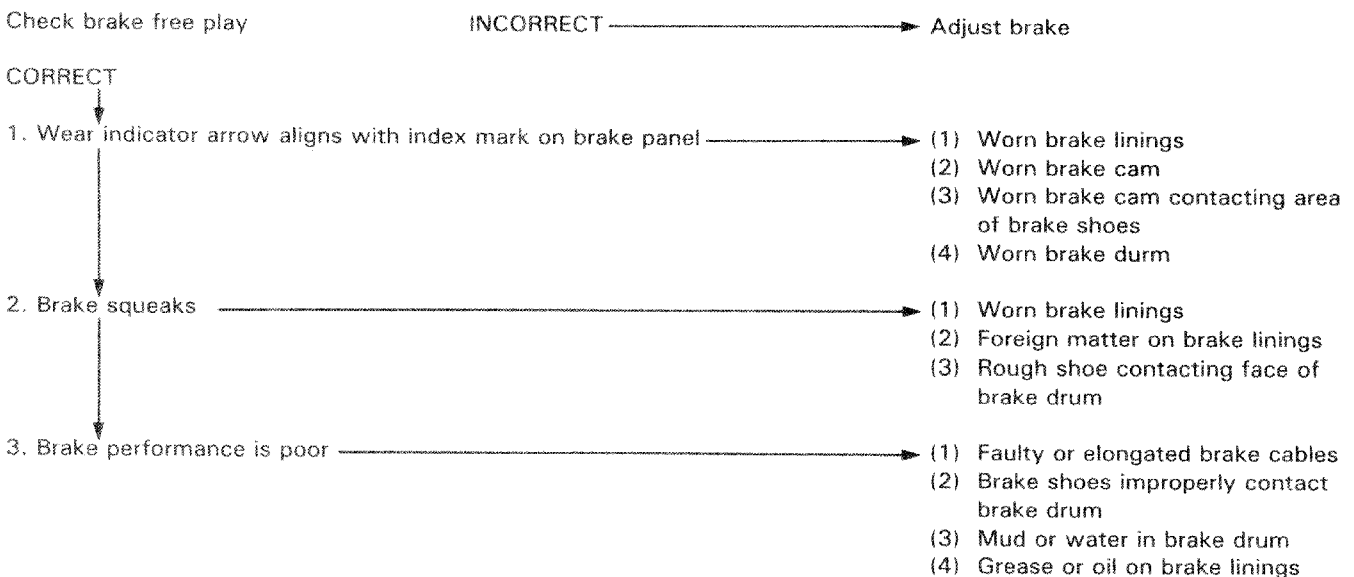 Check brake free play INCORRECT Adjust brake
CORRECT
1. Wear indicator arrow aligns with index mark on brake panel (1) Worn brake linings
(2) Worn brake cam
(3) Worn brake cam contacting area
of brake shoes
(4) Worn brake durm
2. Brake squeaks (1) Worn brake linings
(2) Foreign matter on brake linings
(3) Rough shoe contacting face of
brake drum
3. Brake performance is poor (1) Faulty or elongated brake cables
(2) Brake shoes improperly contact
brake drum
(3) Mud or water in brake drum
(4) Grease or oil on brake linings